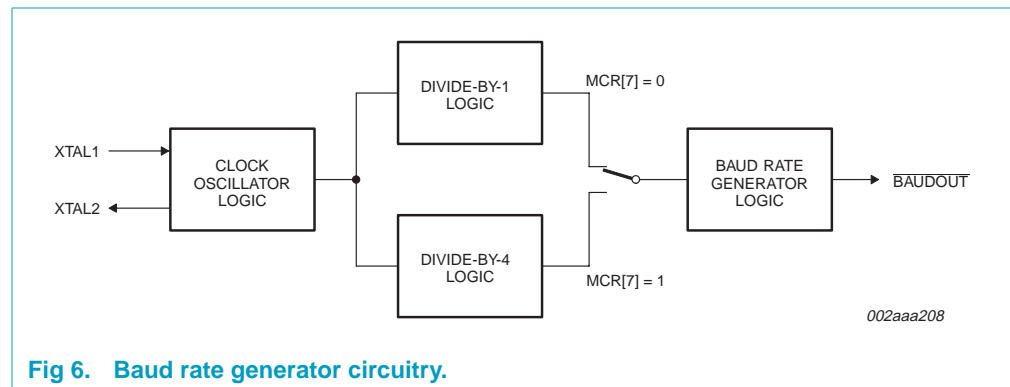 DIVIDE-BY-1
LOGIC
MCR[7] = 0
XTAL1
XTAL2
CLOCK
OSCILLATOR
LOGIC
BAUD RATE
GENERATOR
LOGIC
BAUDOUT
DIVIDE-BY-4
LOGIC
MCR[7] = 1
002aaa208
Fig 6. Baud rate generator circuitry.